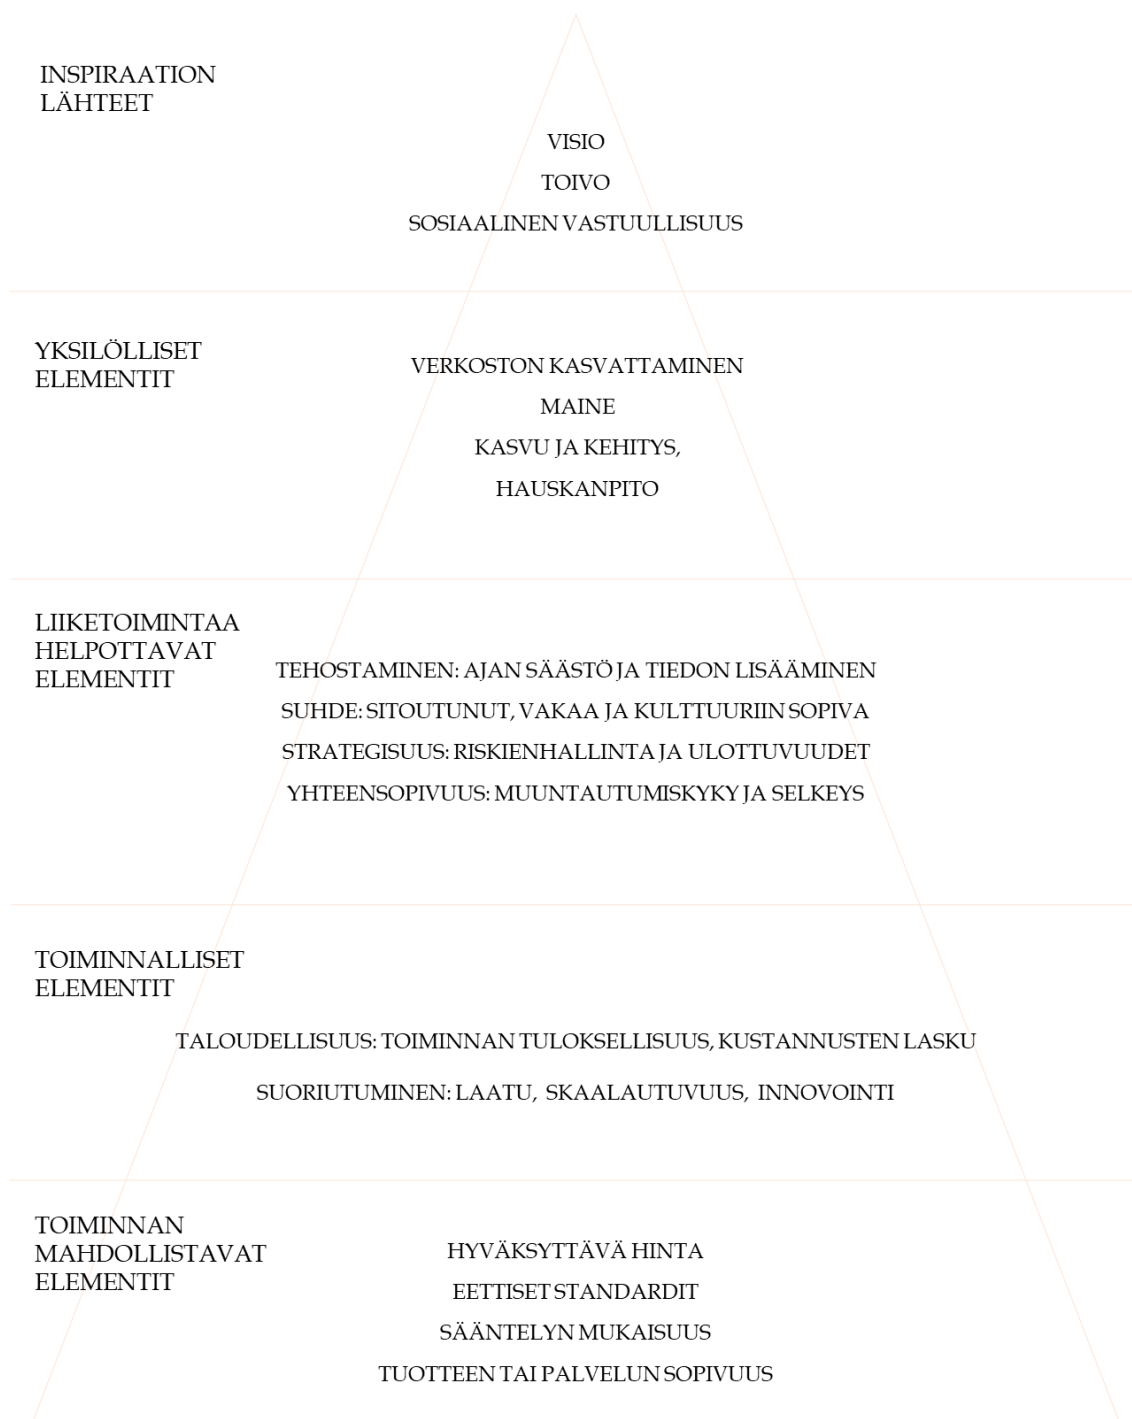 INSPIRAATION
LÄHTEET
VISIO
TOIVO
SOSIAALINEN VASTUULLISUUS
YKSILÖLLISET
ELEMENTIT
VERKOSTON KASVATTAMINEN
MAINE
KASVU JA KEHITYS,
HAUSKANPITO
LIIKETOIMINTAA
HELPOTTAVAT
ELEMENTIT
TEHOSTAMINEN: AJAN SÄÄSTÖ JA TIEDON LISÄÄMINEN
SUHDE: SITOUTUNUT, VAKAA JA KULTTUURIIN SOPIVA
STRATEGISUUS: RISKIENHALLINTA JA ULOTTUVUUDET
YHTEENSOPIVUUS: MUUNTAUTUMISKYKY JA SELKEYS
TOIMINNALLISET
ELEMENTIT
TALOUDELLISUUS: TOIMINNAN TULOKSELLISUUS, KUSTANNUSTEN LASKU
SUORIUTUMINEN: LAATU, SKAALAUTUVUUS, INNOVOINTI
TOIMINNAN
MAHDOLLISTAVAT
ELEMENTIT
HYVÄKSYTTÄVÄ HINTA
EETTISET STANDARDIT
SÄÄNTELYN MUKAISUUS
TUOTTEEN TAI PALVELUN SOPIVUUS